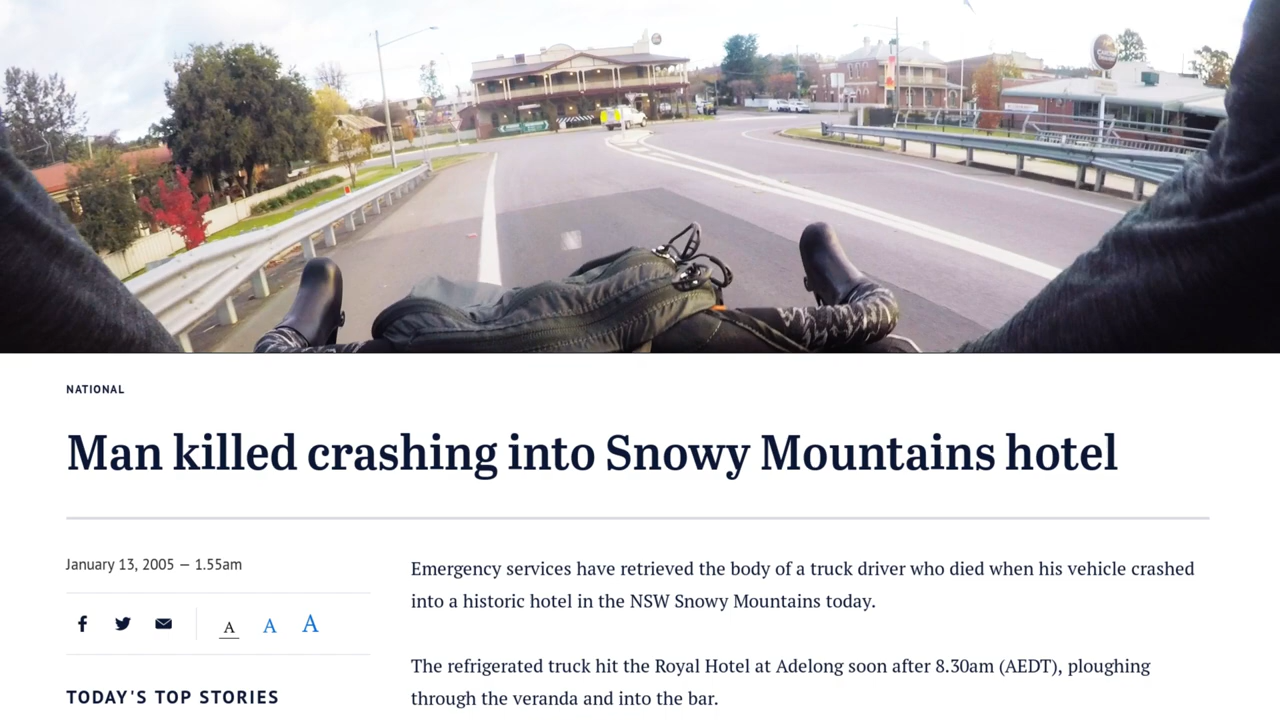 NATIONAL
Man killed crashing into Snowy Mountains hotel
January 13, 2005 — 1.55am
Emergency services have retrieved the body of a truck driver who died when his vehicle crashed
into a historic hotel in the NSW Snowy Mountains today.
A A A
The refrigerated truck hit the Royal Hotel at Adelong soon after 8.30am (AEDT), ploughing
through the veranda and into the bar.
TODAY'S TOP STORIES